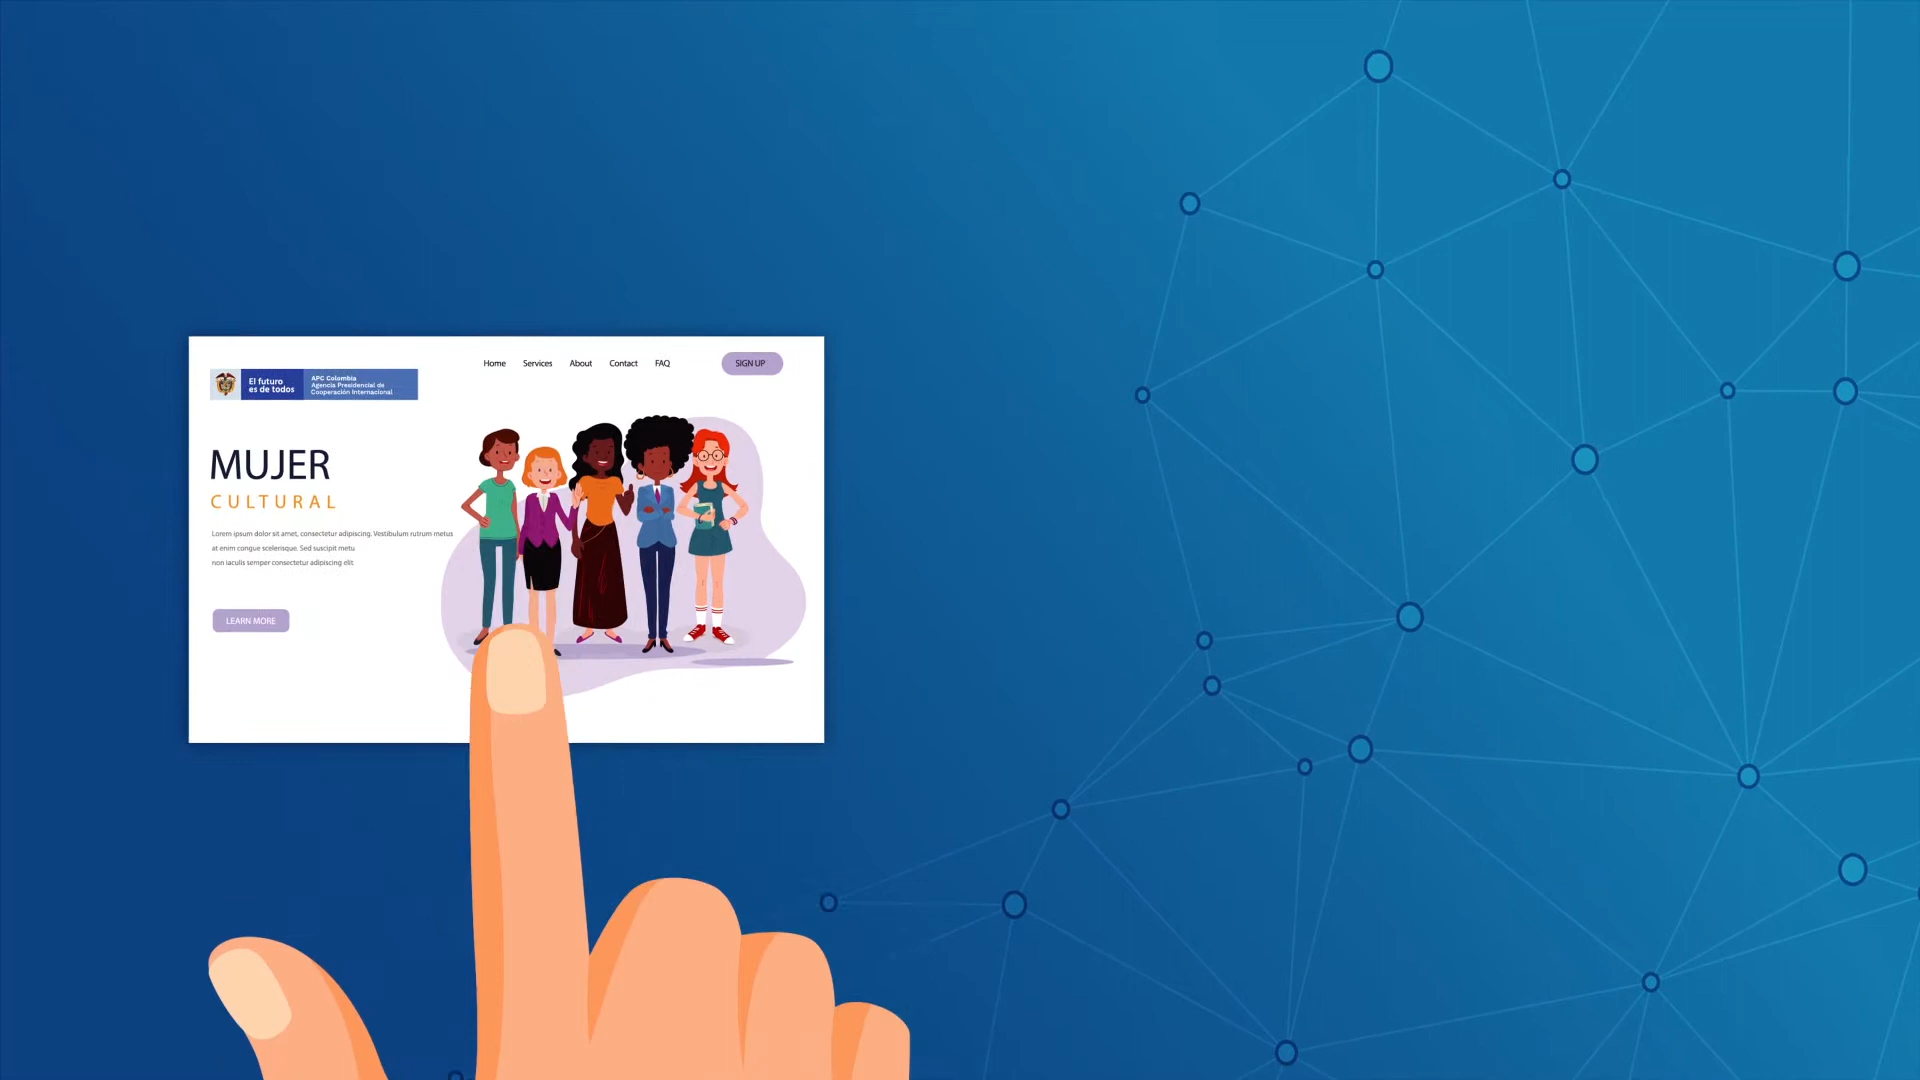 Home Services About Contact FAQ SIGN UP
El futuro
es de todos
APC Colombia
Agencia Presidencial de
Cooperación Internacional
MUJER
CULTURAL
Lorem ipsum dolor sit amet, consectetur adipiscing. Vestibulum rutrum metus
at enim congue scelerisque. Sed suscipit metu
non iaculis semper consectetur adipiscing elit
LEARN MORE